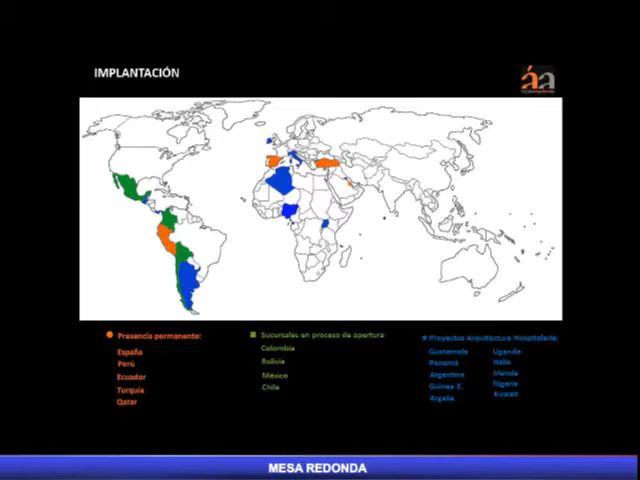 IMPLANTACIÓN
áa
Presencia permanente:
España
Perú
Ecuador
Turquía
Qatar
Sucursales en proceso de apertura:
Colombia
Bolivia
México
Chile
Proyectos Arquitectura Hospitalaria:
Guatemala
Panamá
Argentina
Guinea E.
Argelia
Uganda
Italia
Irlanda
Nigeria
Kuwait
MESA REDONDA